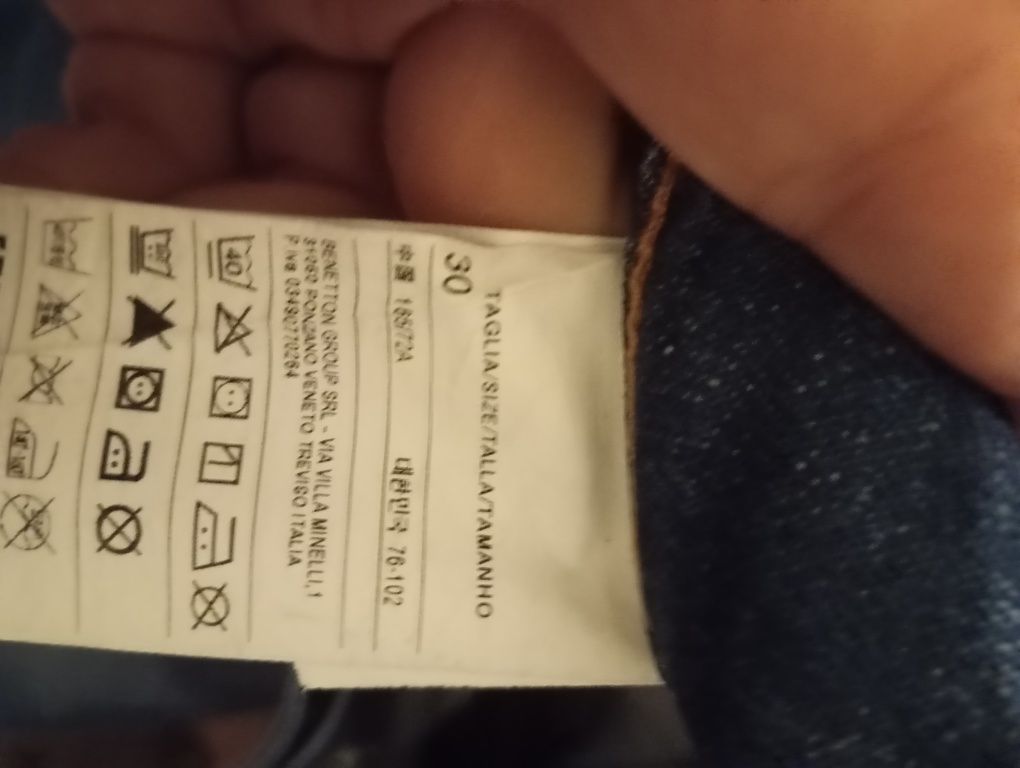 TAGLIA/SIZE/TALLA/TAMANHO
30
中國 165/72A 대한민국 76-102
BENETTON GROUP SRL - VIA VILLA MINELLI,1
31050 PONZANO VENETO TREVISO ITALIA
P. IVA 03490770264
40